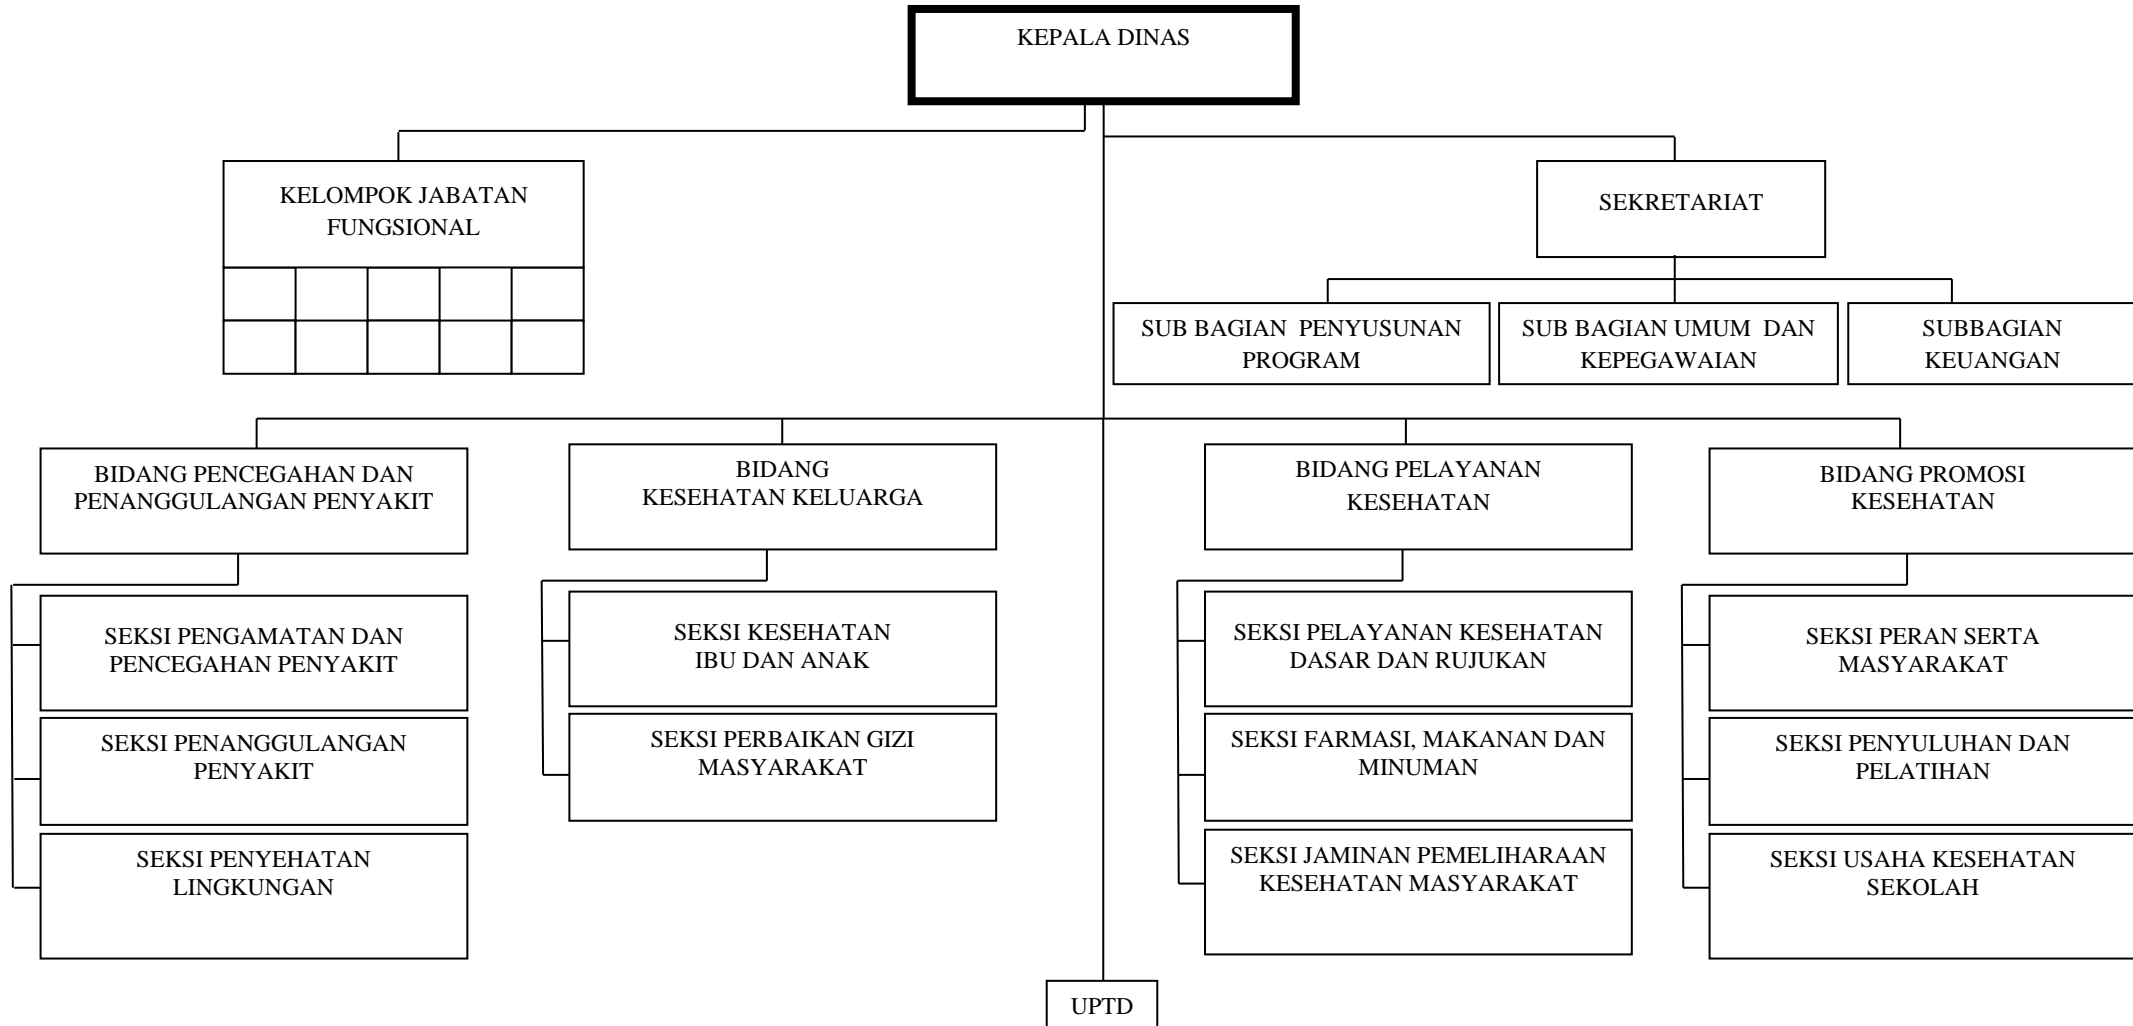 KEPALA DINAS
KELOMPOK JABATAN
FUNGSIONAL
SEKRETARIAT
SUB BAGIAN  PENYUSUNAN
PROGRAM
SUB BAGIAN UMUM  DAN
KEPEGAWAIAN
SUBBAGIAN
KEUANGAN
BIDANG PENCEGAHAN DAN
PENANGGULANGAN PENYAKIT
BIDANG
KESEHATAN KELUARGA
BIDANG PELAYANAN
KESEHATAN
BIDANG PROMOSI
KESEHATAN
SEKSI PENGAMATAN DAN
PENCEGAHAN PENYAKIT
SEKSI KESEHATAN
IBU DAN ANAK
SEKSI PELAYANAN KESEHATAN
DASAR DAN RUJUKAN
SEKSI PERAN SERTA
MASYARAKAT
SEKSI PENANGGULANGAN
PENYAKIT
SEKSI PERBAIKAN GIZI
MASYARAKAT
SEKSI FARMASI, MAKANAN DAN
MINUMAN
SEKSI PENYULUHAN DAN
PELATIHAN
SEKSI PENYEHATAN
LINGKUNGAN
SEKSI JAMINAN PEMELIHARAAN
KESEHATAN MASYARAKAT
SEKSI USAHA KESEHATAN
SEKOLAH
UPTD